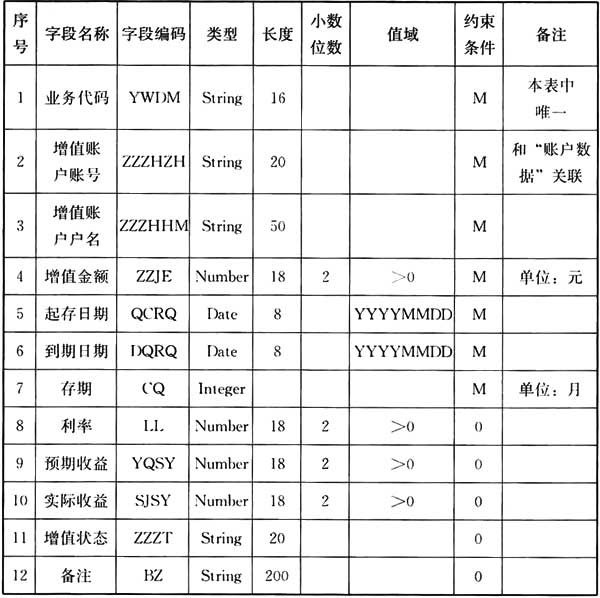 序号 字段名称 字段编码 类型 长度 小数位数 值域 约束条件 备注
1 业务代码 YWDM String 16 M 本表中唯一
2 增值账户账号 ZZZHZH String 20 M 和“账户数据”关联
3 增值账户户名 ZZZHHM String 50 M
4 增值金额 ZZJE Number 18 2 >0 M 单位：元
5 起存日期 QCRQ Date 8 YYYYMMDD M
6 到期日期 DQRQ Date 8 YYYYMMDD M
7 存期 CQ Integer M 单位：月
8 利率 LL Number 18 2 >0 0
9 预期收益 YQSY Number 18 2 >0 0
10 实际收益 SJSY Number 18 2 >0 0
11 增值状态 ZZZT String 20 0
12 备注 BZ String 200 0